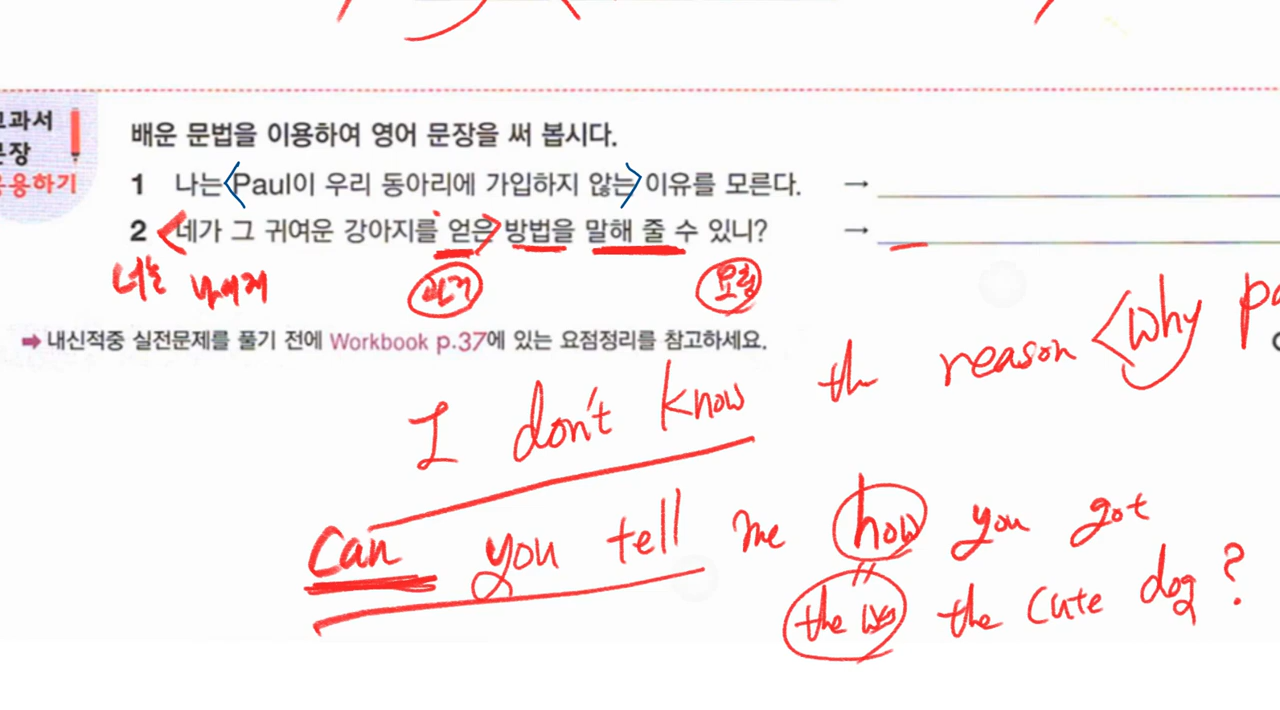 교과서
문장
응용하기
배운 문법을 이용하여 영어 문장을 써 봅시다.
1 나는 <Paul이 우리 동아리에 가입하지 않는> 이유를 모른다. →
2 <네가 그 귀여운 강아지를 얻은> 방법을 말해 줄 수 있니? →
너는 나에게 과거 요청
➡ 내신적중 실전문제를 풀기 전에 Workbook p.37에 있는 요점정리를 참고하세요.
I don't know the reason <why
can you tell me how you got
the way the cute dog?